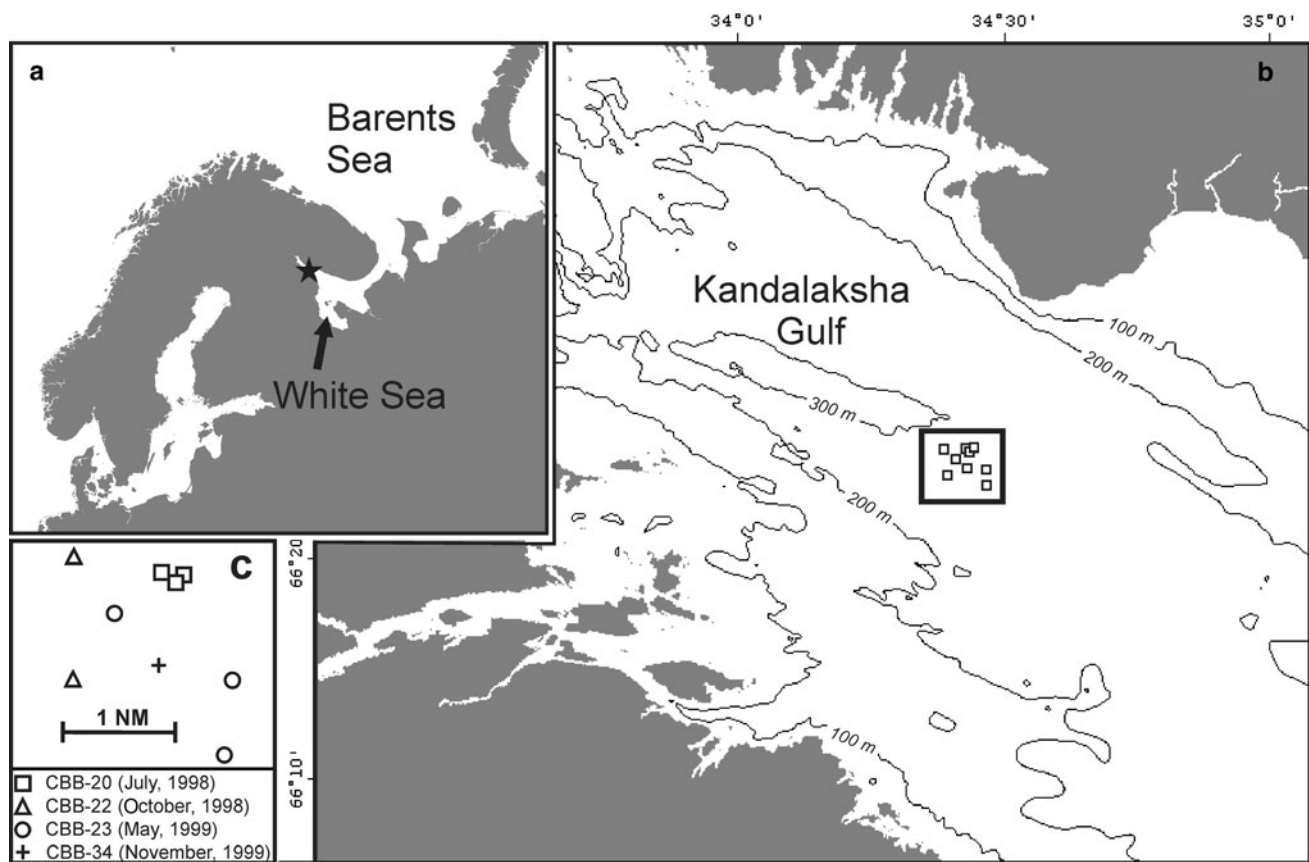 34°0'
34°30'
35°0'
a
Barents
Sea
White Sea
b
Kandalaksha
Gulf
100 m
200 m
300 m
200 m
100 m
66°20
66°10
c
1 NM
CBB-20 (July, 1998)
CBB-22 (October, 1998)
CBB-23 (May, 1999)
CBB-34 (November, 1999)